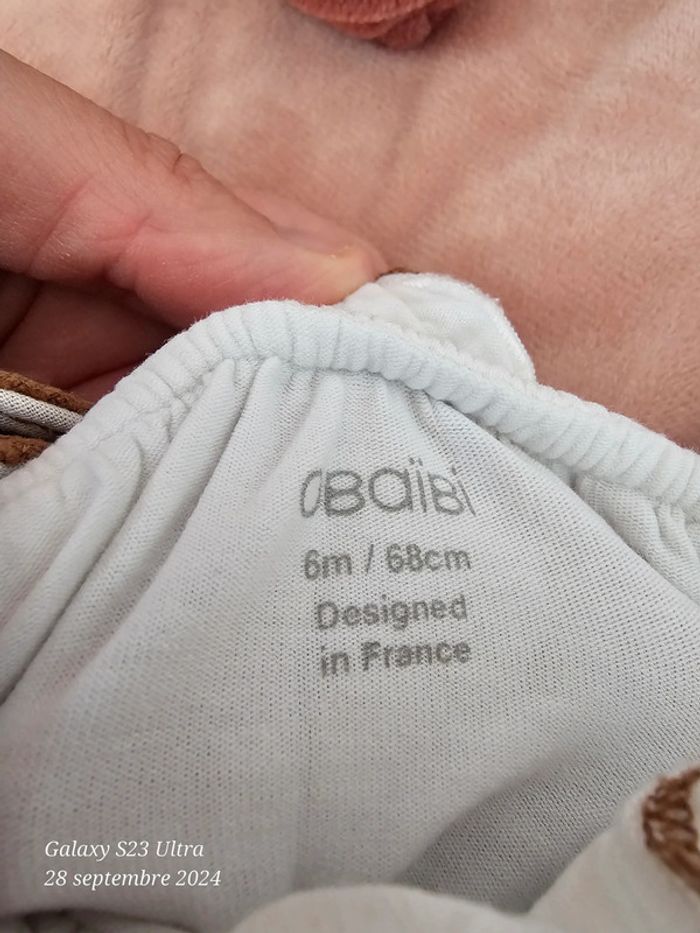 OBaïBi
6m / 68cm
Designed
in France
Galaxy S23 Ultra
28 septembre 2024